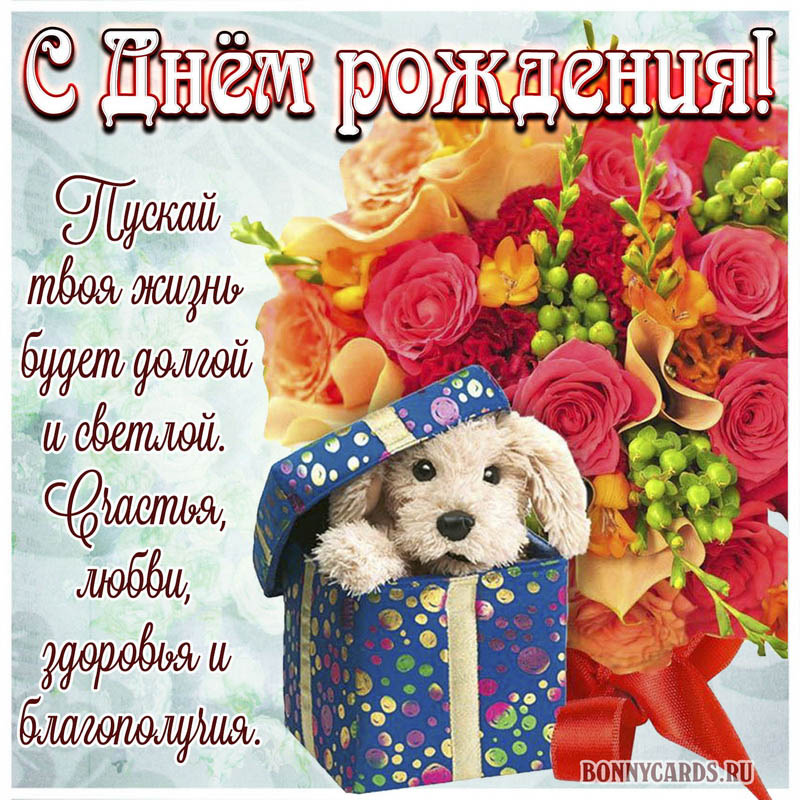 С Днём рождения!
Пускай
твоя жизнь
будет долгой
и светлой.
Счастья,
любви,
здоровья и
благополучия.
BONNYCARDS.RU